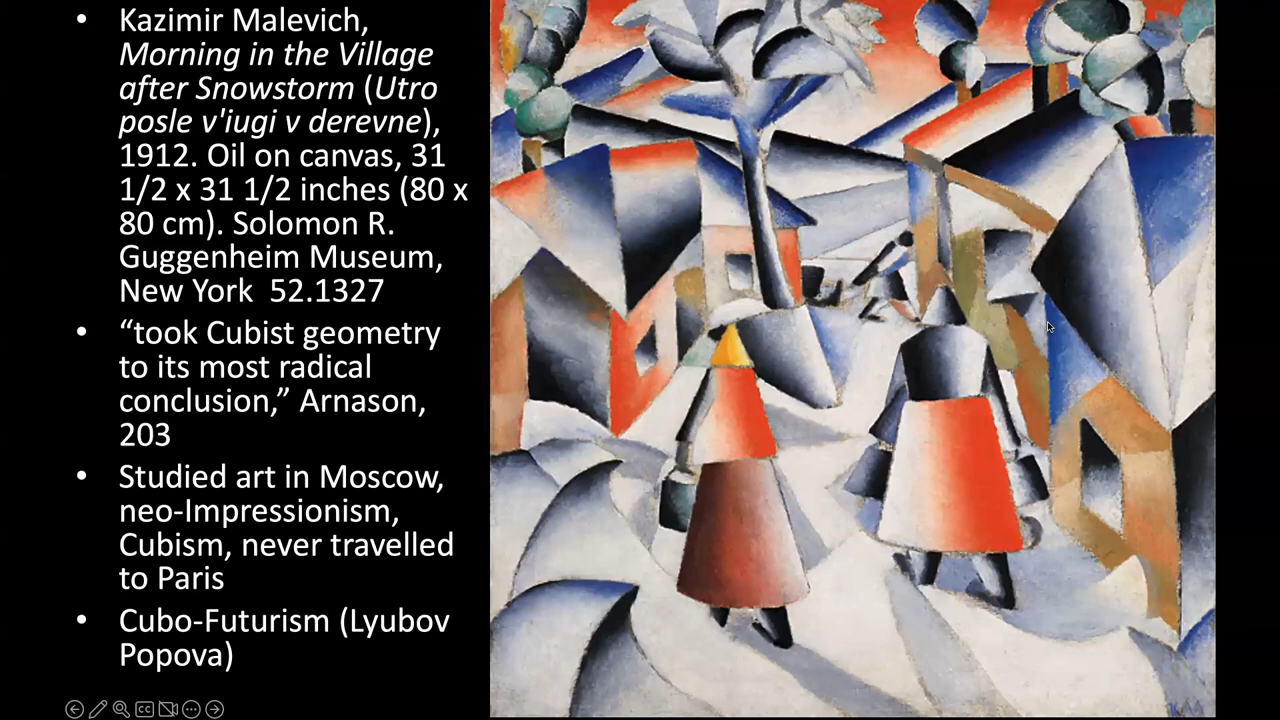 • Kazimir Malevich,
Morning in the Village
after Snowstorm (Utro
posle v'iugi v derevne),
1912. Oil on canvas, 31
1/2 x 31 1/2 inches (80 x
80 cm). Solomon R.
Guggenheim Museum,
New York  52.1327
• “took Cubist geometry
to its most radical
conclusion,” Arnason,
203
• Studied art in Moscow,
neo-Impressionism,
Cubism, never travelled
to Paris
• Cubo-Futurism (Lyubov
Popova)
CC